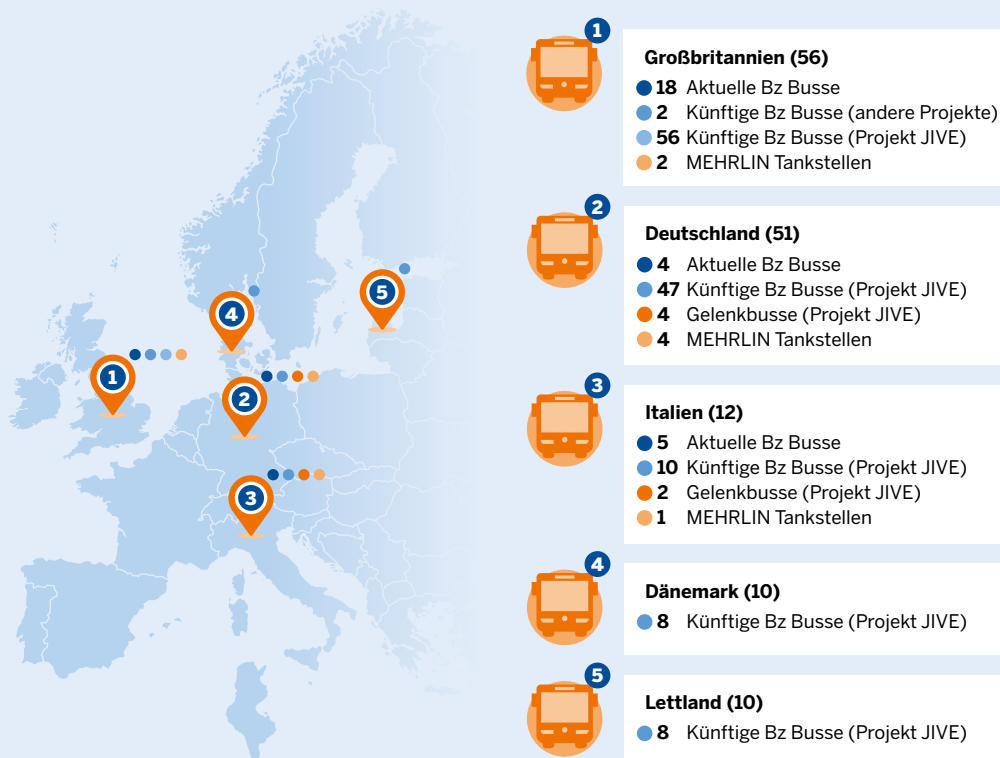 1
Großbritannien (56)
18 Aktuelle Bz Busse
2 Künftige Bz Busse (andere Projekte)
56 Künftige Bz Busse (Projekt JIVE)
2 MEHRLIN Tankstellen
2
Deutschland (51)
4 Aktuelle Bz Busse
47 Künftige Bz Busse (Projekt JIVE)
4 Gelenkbusse (Projekt JIVE)
4 MEHRLIN Tankstellen
3
Italien (12)
5 Aktuelle Bz Busse
10 Künftige Bz Busse (Projekt JIVE)
2 Gelenkbusse (Projekt JIVE)
1 MEHRLIN Tankstellen
4
Dänemark (10)
8 Künftige Bz Busse (Projekt JIVE)
5
Lettland (10)
8 Künftige Bz Busse (Projekt JIVE)
5
4
1
2
3